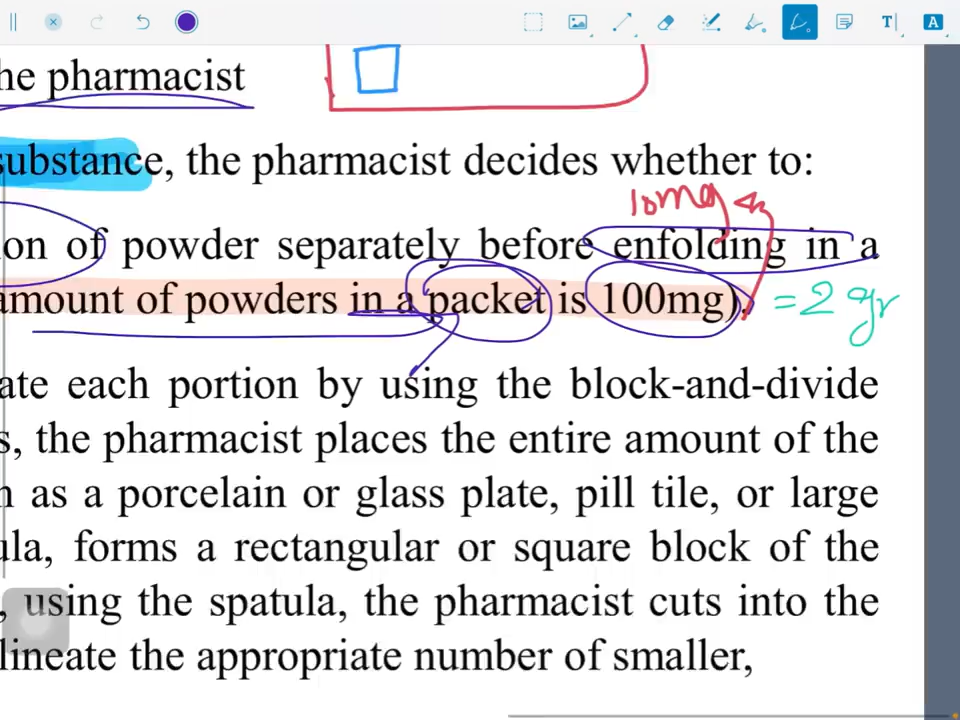 he pharmacist
substance, the pharmacist decides whether to:
10mg
ion of powder separately before enfolding in a
amount of powders in a packet is 100mg). = 2 gr
ate each portion by using the block-and-divide
s, the pharmacist places the entire amount of the
n as a porcelain or glass plate, pill tile, or large
ula, forms a rectangular or square block of the
, using the spatula, the pharmacist cuts into the
lineate the appropriate number of smaller,